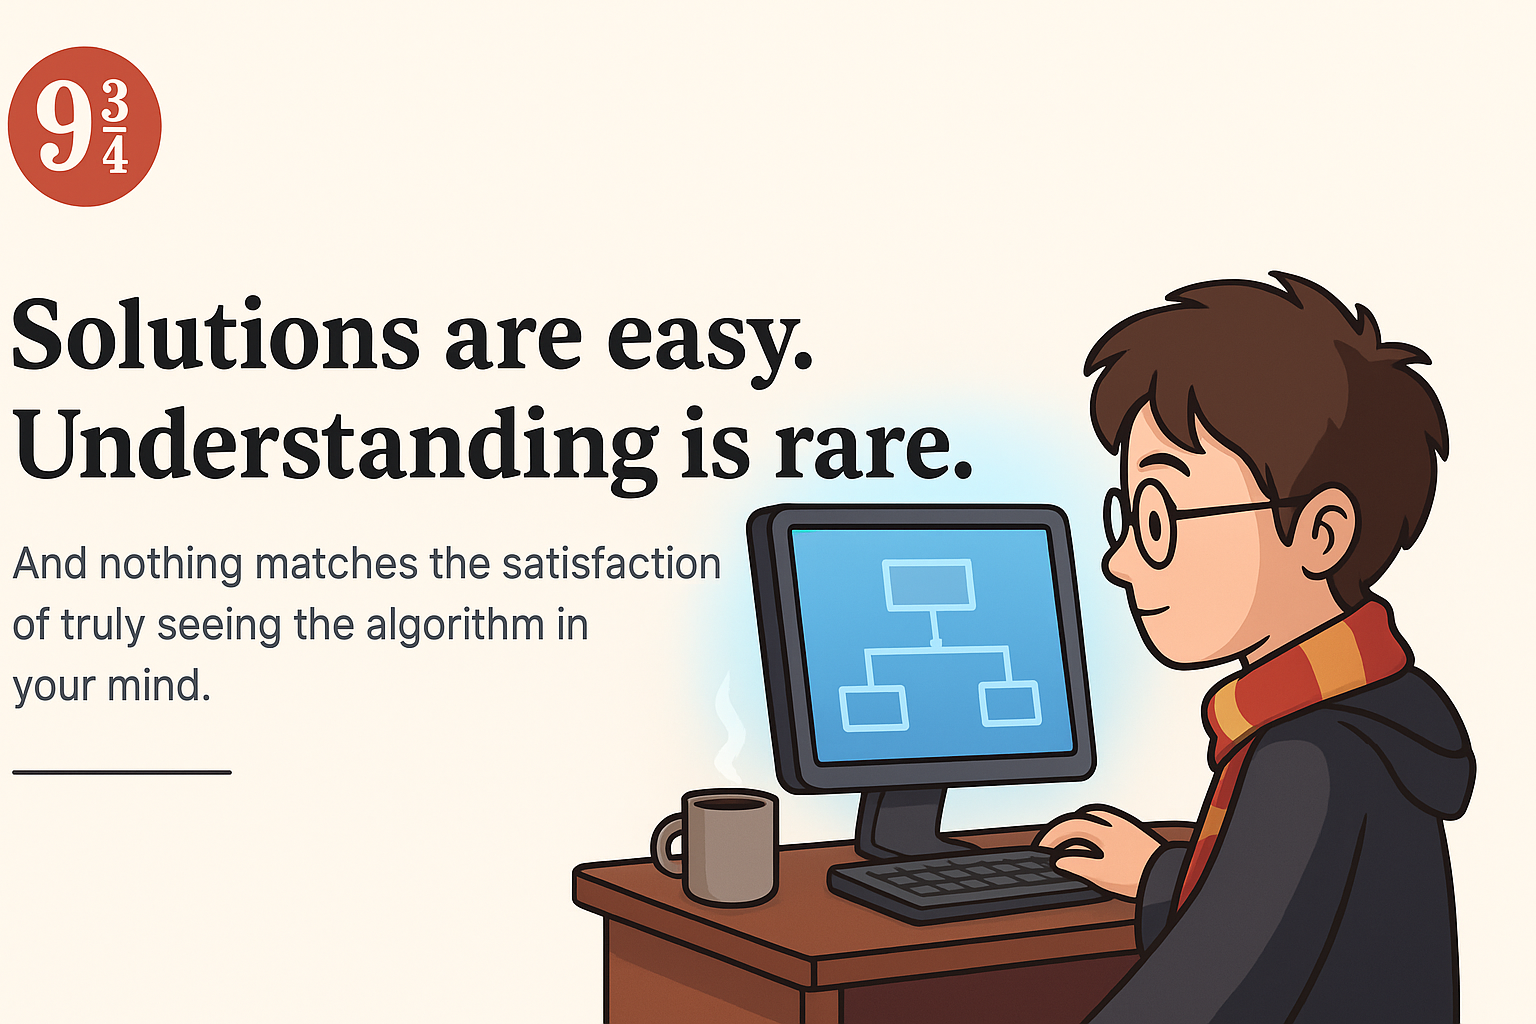 9 3/4
Solutions are easy.
Understanding is rare.
And nothing matches the satisfaction
of truly seeing the algorithm in
your mind.